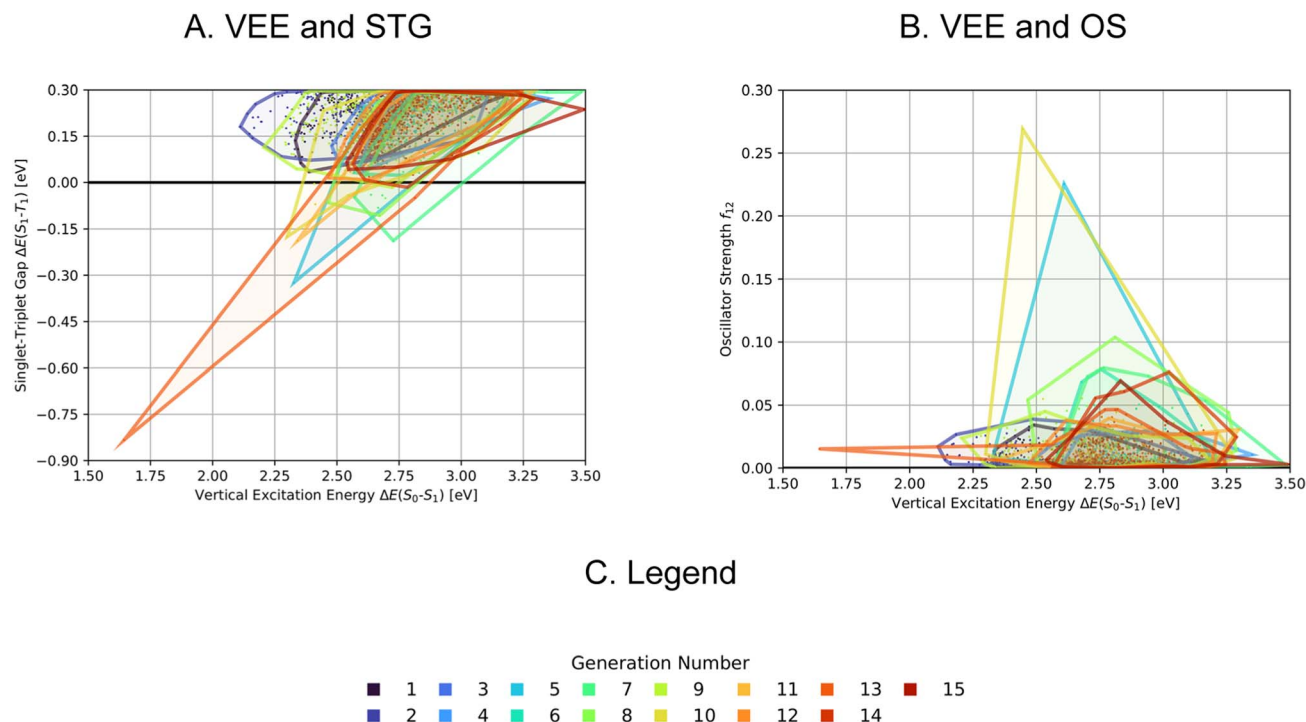 A. VEE and STG
B. VEE and OS
0.30
0.15
0.00
−0.15
−0.30
−0.45
−0.60
−0.75
−0.90
Singlet-Triplet Gap ΔE(S₁-T₁) [eV]
1.50 1.75 2.00 2.25 2.50 2.75 3.00 3.25 3.50
Vertical Excitation Energy ΔE(S₀-S₁) [eV]
0.30
0.25
0.20
0.15
0.10
0.05
0.00
Oscillator Strength f₁₂
1.50 1.75 2.00 2.25 2.50 2.75 3.00 3.25 3.50
Vertical Excitation Energy ΔE(S₀-S₁) [eV]
C. Legend
Generation Number
1 3 5 7 9 11 13 15
2 4 6 8 10 12 14